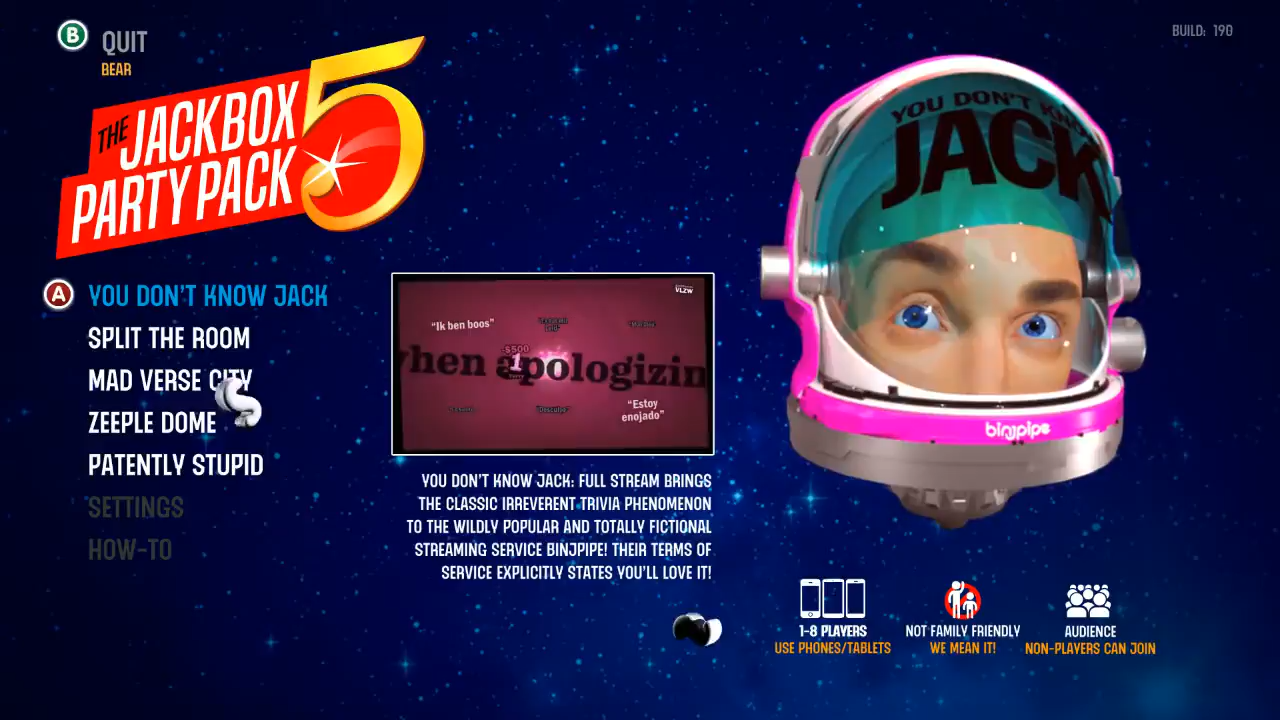 B QUIT
BEAR
BUILD: 190
THE JACKBOX
PARTY PACK 5
A YOU DON'T KNOW JACK
SPLIT THE ROOM
MAD VERSE CITY
ZEEPLE DOME
PATENTLY STUPID
SETTINGS
HOW-TO
VLZW
"Ik ben boos"
-$500
1
when apologizin
"Estoy
enojado"
YOU DON'T KNOW JACK: FULL STREAM BRINGS
THE CLASSIC IRREVERENT TRIVIA PHENOMENON
TO THE WILDLY POPULAR AND TOTALLY FICTIONAL
STREAMING SERVICE BINJPIPE! THEIR TERMS OF
SERVICE EXPLICITLY STATES YOU'LL LOVE IT!
YOU DON'T KNO
JACK
binjpipe
1-8 PLAYERS
USE PHONES/TABLETS
NOT FAMILY FRIENDLY
WE MEAN IT!
AUDIENCE
NON-PLAYERS CAN JOIN